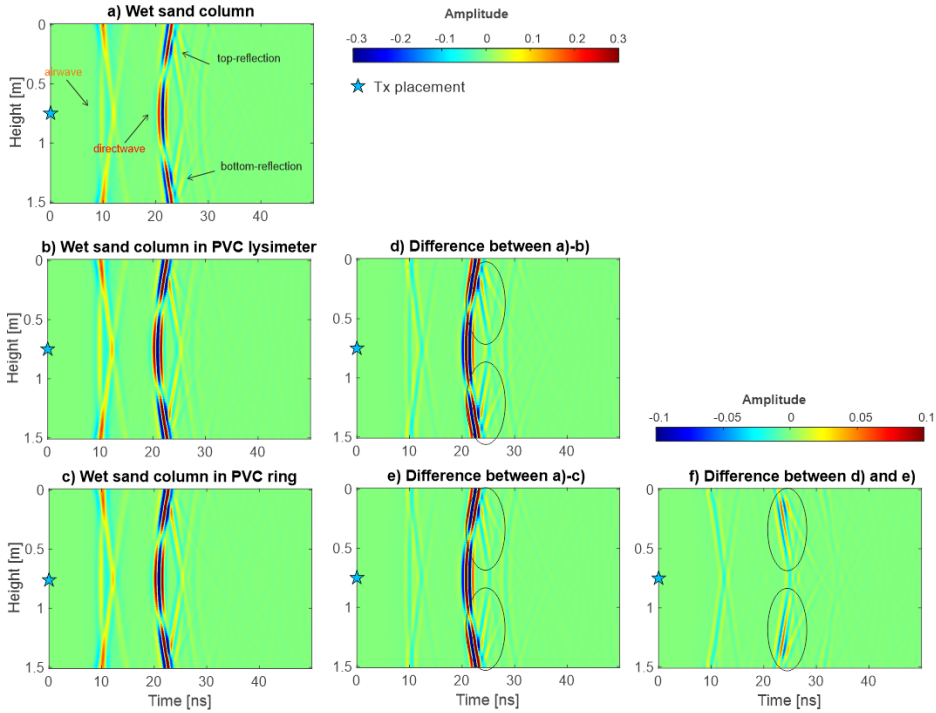 a) Wet sand column
0
0.5
1
1.5
Height [m]
airwave
directwave
top-reflection
bottom-reflection
0 10 20 30 40
Amplitude
-0.3 -0.2 -0.1 0 0.1 0.2 0.3
Tx placement
b) Wet sand column in PVC lysimeter
0
0.5
1
1.5
Height [m]
0 10 20 30 40
d) Difference between a)-b)
0
0.5
1
1.5
0 10 20 30 40
Amplitude
-0.1 -0.05 0 0.05 0.1
c) Wet sand column in PVC ring
0
0.5
1
1.5
Height [m]
0 10 20 30 40
Time [ns]
e) Difference between a)-c)
0
0.5
1
1.5
0 10 20 30 40
Time [ns]
f) Difference between d) and e)
0
0.5
1
1.5
0 10 20 30 40
Time [ns]